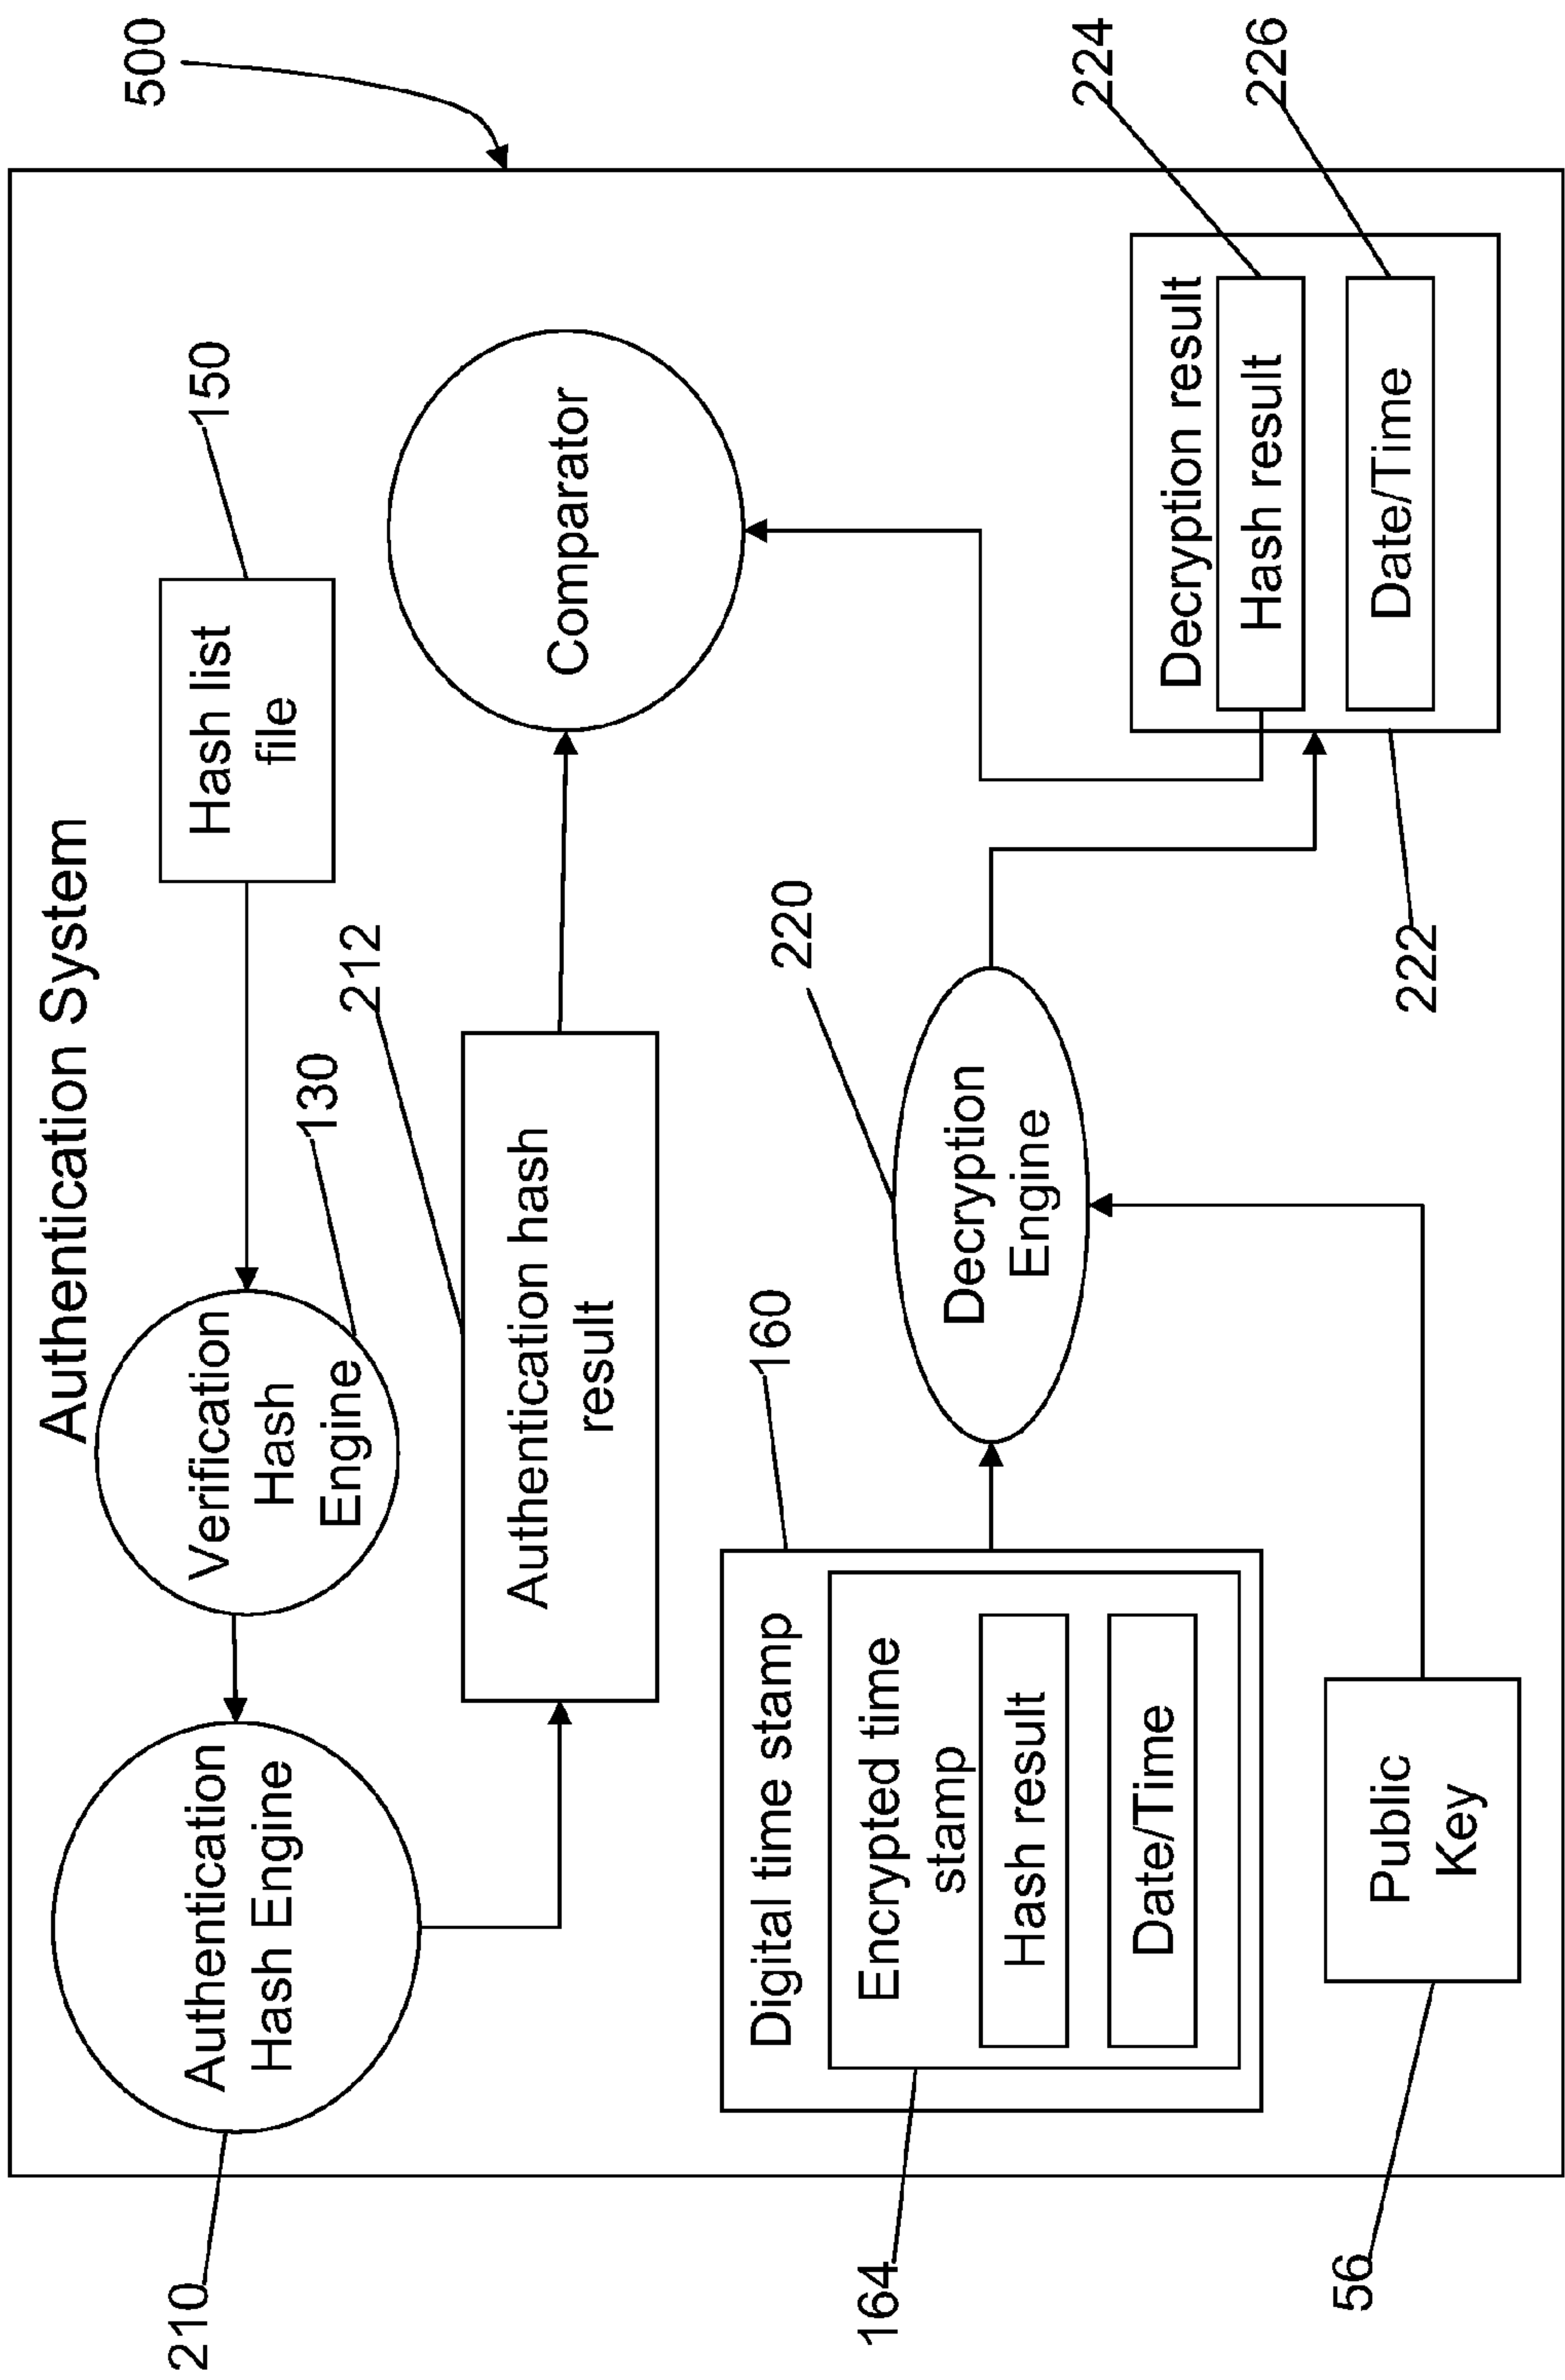 Authentication System
500
210
Authentication
Hash Engine
Verification
Hash
Engine
130
Hash list
file
150
212
Authentication hash
result
Comparator
160
Digital time stamp
Encrypted time
stamp
Hash result
Date/Time
164
220
Decryption
Engine
Public
Key
56
Decryption result
Hash result
Date/Time
222
224
226